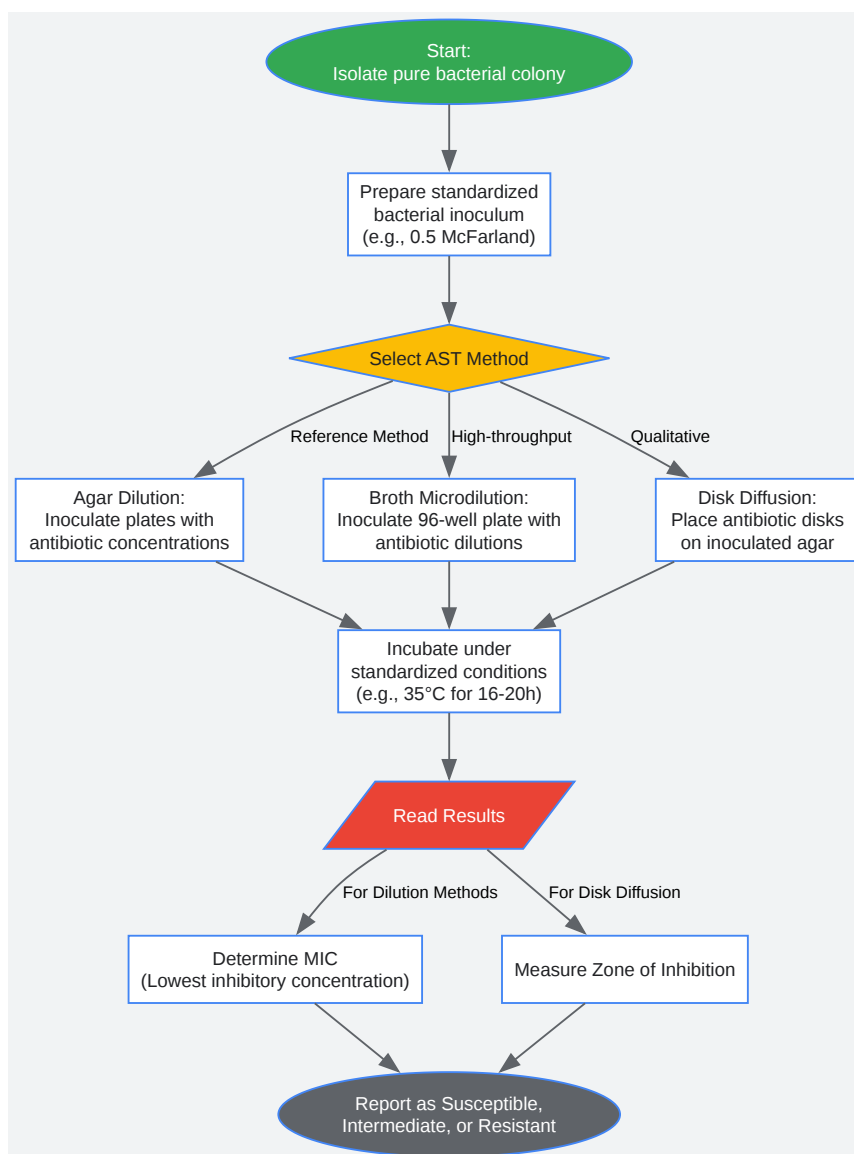 Start:
Isolate pure bacterial colony
Prepare standardized
bacterial inoculum
(e.g., 0.5 McFarland)
Select AST Method
Reference Method
High-throughput
Qualitative
Agar Dilution:
Inoculate plates with
antibiotic concentrations
Broth Microdilution:
Inoculate 96-well plate with
antibiotic dilutions
Disk Diffusion:
Place antibiotic disks
on inoculated agar
Incubate under
standardized conditions
(e.g., 35°C for 16-20h)
Read Results
For Dilution Methods
For Disk Diffusion
Determine MIC
(Lowest inhibitory concentration)
Measure Zone of Inhibition
Report as Susceptible,
Intermediate, or Resistant